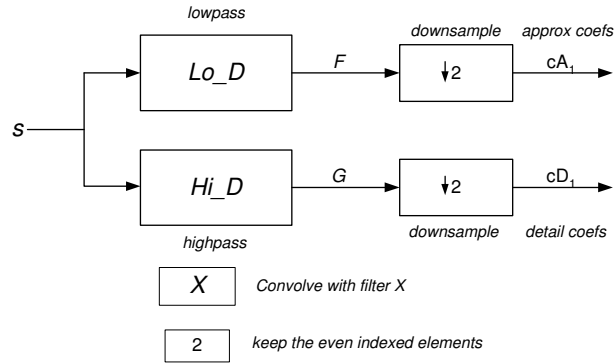 lowpass
downsample approx coefs
Lo_D F ↓2 cA₁
s
Hi_D G ↓2 cD₁
highpass downsample detail coefs
X Convolve with filter X
2 keep the even indexed elements